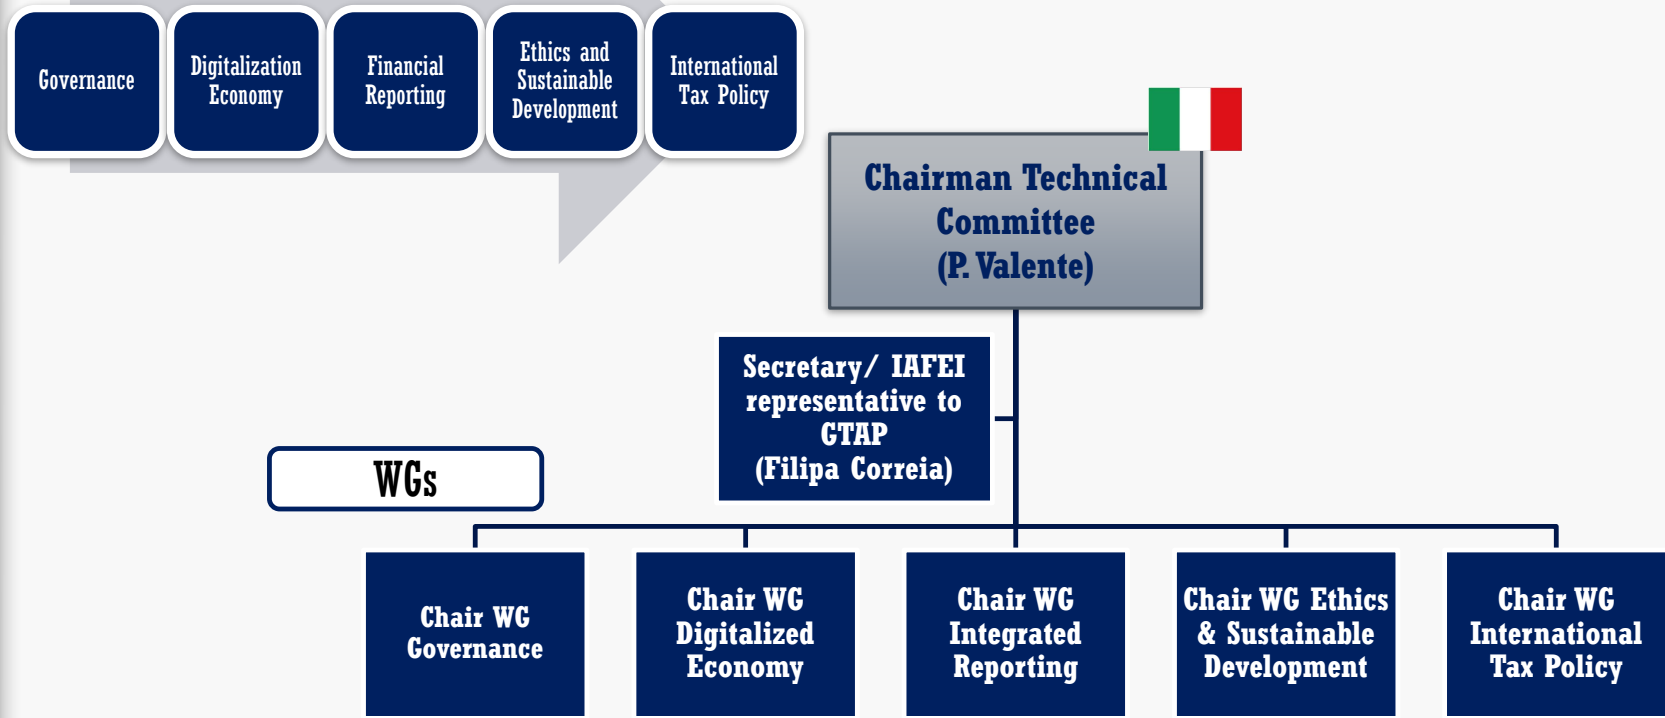 Governance
Digitalization
Economy
Financial
Reporting
Ethics and
Sustainable
Development
International
Tax Policy
Chairman Technical
Committee
(P. Valente)
Secretary/ IAFEI
representative to
GTAP
(Filipa Correia)
WGs
Chair WG
Governance
Chair WG
Digitalized
Economy
Chair WG
Integrated
Reporting
Chair WG Ethics
& Sustainable
Development
Chair WG
International
Tax Policy